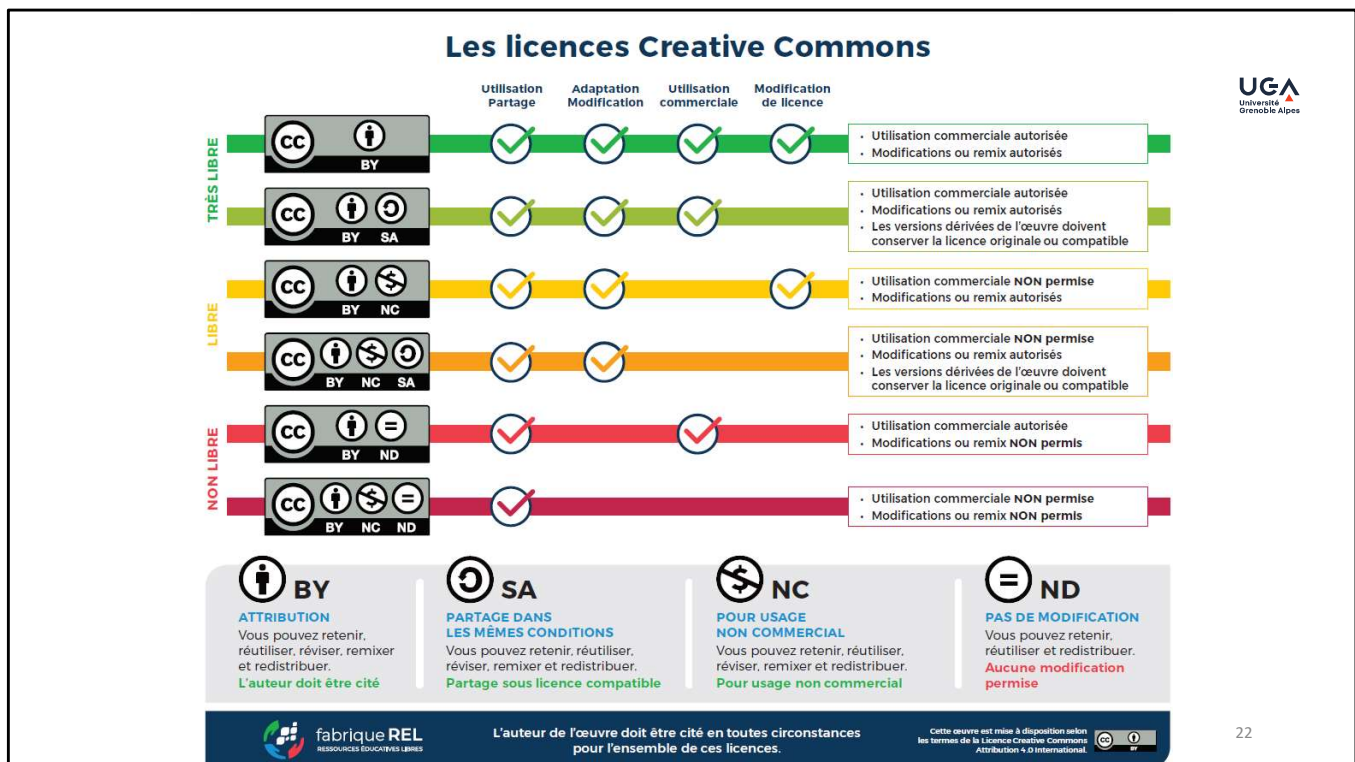 Les licences Creative Commons
UGA
Université
Grenoble Alpes
Utilisation
Partage
Adaptation
Modification
Utilisation
commerciale
Modification
de licence
TRÈS LIBRE
cc
BY
• Utilisation commerciale autorisée
• Modifications ou remix autorisés
cc
BY SA
• Utilisation commerciale autorisée
• Modifications ou remix autorisés
• Les versions dérivées de l'œuvre doivent
conserver la licence originale ou compatible
LIBRE
cc
BY NC
• Utilisation commerciale NON permise
• Modifications ou remix autorisés
cc
BY NC SA
• Utilisation commerciale NON permise
• Modifications ou remix autorisés
• Les versions dérivées de l'œuvre doivent
conserver la licence originale ou compatible
NON LIBRE
cc
BY ND
• Utilisation commerciale autorisée
• Modifications ou remix NON permis
cc
BY NC ND
• Utilisation commerciale NON permise
• Modifications ou remix NON permis
BY
ATTRIBUTION
Vous pouvez retenir,
réutiliser, réviser, remixer
et redistribuer.
L'auteur doit être cité
SA
PARTAGE DANS
LES MÊMES CONDITIONS
Vous pouvez retenir, réutiliser,
réviser, remixer et redistribuer.
Partage sous licence compatible
NC
POUR USAGE
NON COMMERCIAL
Vous pouvez retenir, réutiliser,
réviser, remixer et redistribuer.
Pour usage non commercial
ND
PAS DE MODIFICATION
Vous pouvez retenir,
réutiliser et redistribuer.
Aucune modification
permise
fabrique REL
RESSOURCES ÉDUCATIVES LIBRES
L'auteur de l'œuvre doit être cité en toutes circonstances
pour l'ensemble de ces licences.
Cette œuvre est mise à disposition selon
les termes de la Licence Creative Commons
Attribution 4.0 International.
cc
BY
22